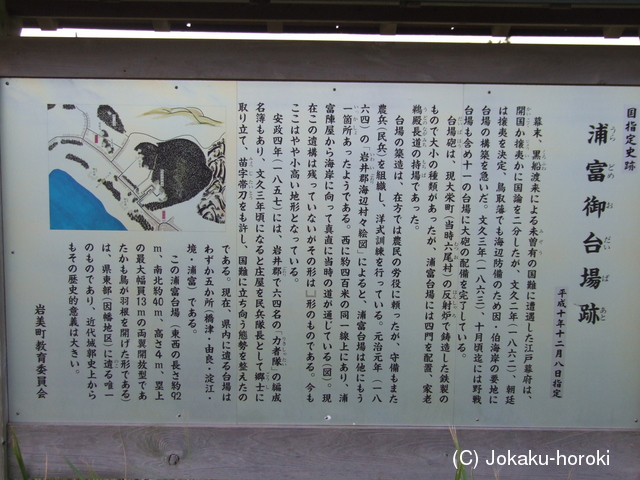 国指定史跡
浦富御台場跡
うらどめおだいばあと
平成十年十二月八日指定
幕末、黒船渡来による未曽有の国難に遭遇した江戸幕府は、
開国か攘夷かに国論を二分したが、文久二年(一八六二)、朝廷
は攘夷を決定、鳥取藩でも海辺防備のため因・伯海岸の要地に
台場の構築を急いだ。文久三年(一八六三)、十月頃迄には野戦
台場も含め十一の台場に大砲の配備を完了している。
台場砲は、現大栄町(当時六尾村)の反射炉で鋳造した鉄製の
もので大小の種類があったが、浦富台場には四門を配置、家老
鵜殿長道の持場であった。
台場の築造は、在方では農民の労役に頼ったが、守備もまた
農兵(民兵)を組織し、洋式訓練を行っている。元治元年(一八
六四)の「岩井郡海辺村々絵図」によると、浦富台場は他にもう
一箇所あったようである。西に約四百米の同一線上にあり、浦
富陣屋から海岸に向って真直に当時の道が通じている(図)。現
在この遺構は残っていないがその形は凵形のものである。今も
ここはやや小高い地形となっている。
安政四年(一八五七)には、岩井郡で六四名の「力者隊」の編成
名簿もあり、文久三年頃になると庄屋を民兵隊長として郷士に
取り立て、苗字帯刀をも許し、国難に立ち向う態勢を整えたの
である。現在、県内に遺る台場は
わずか五か所(橋津・由良・淀江・
境・浦富)である。
この浦富台場(東西の長さ約92
m、南北約40m、高さ4m、塁上
の最大幅員13mの両翼開敞型であ
たかも鳥が羽根を開げた形である)
は、県東部(因幡地区)に遺る唯一
のものであり、近代城郭史上から
もその歴史的意義は大きい。
岩美町教育委員会
(C) Jokaku-horoki